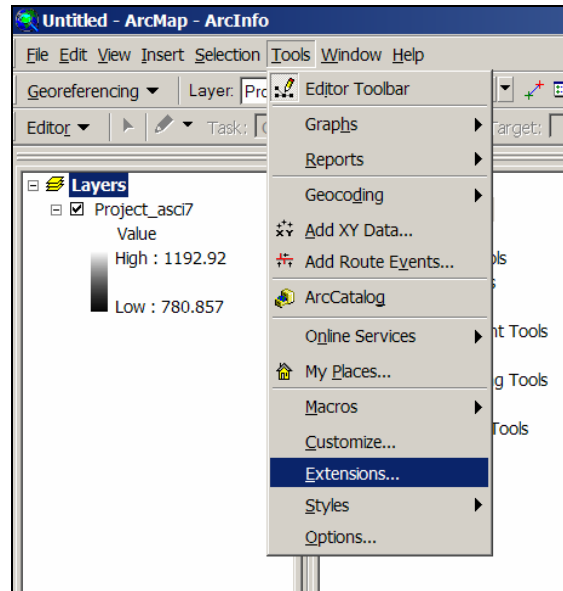 Untitled - ArcMap - ArcInfo
File Edit View Insert Selection Tools Window Help
Georeferencing Layer: Pro
Editor Task: Target:
Editor Toolbar
Graphs
Reports
Geocoding
Add XY Data...
Add Route Events...
ArcCatalog
Online Services
My Places...
Macros
Customize...
Extensions...
Styles
Options...
Layers
Project_asci7
Value
High : 1192.92
Low : 780.857
nt Tools
g Tools
Tools